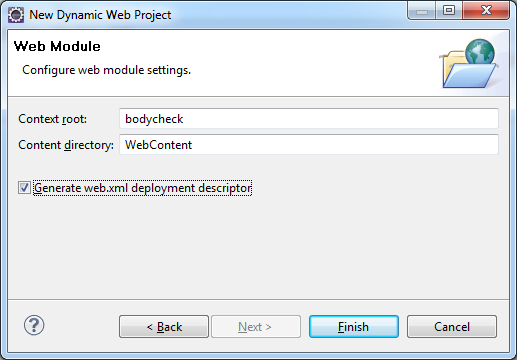 New Dynamic Web Project
Web Module
Configure web module settings.
Context root: bodycheck
Content directory: WebContent
Generate web.xml deployment descriptor
? < Back Next > Finish Cancel